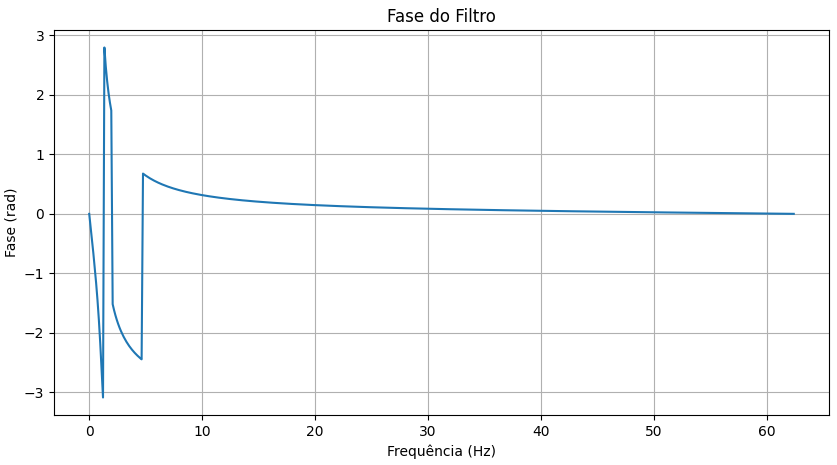 Fase do Filtro
Fase (rad)
3
2
1
0
−1
−2
−3
0 10 20 30 40 50 60
Frequência (Hz)